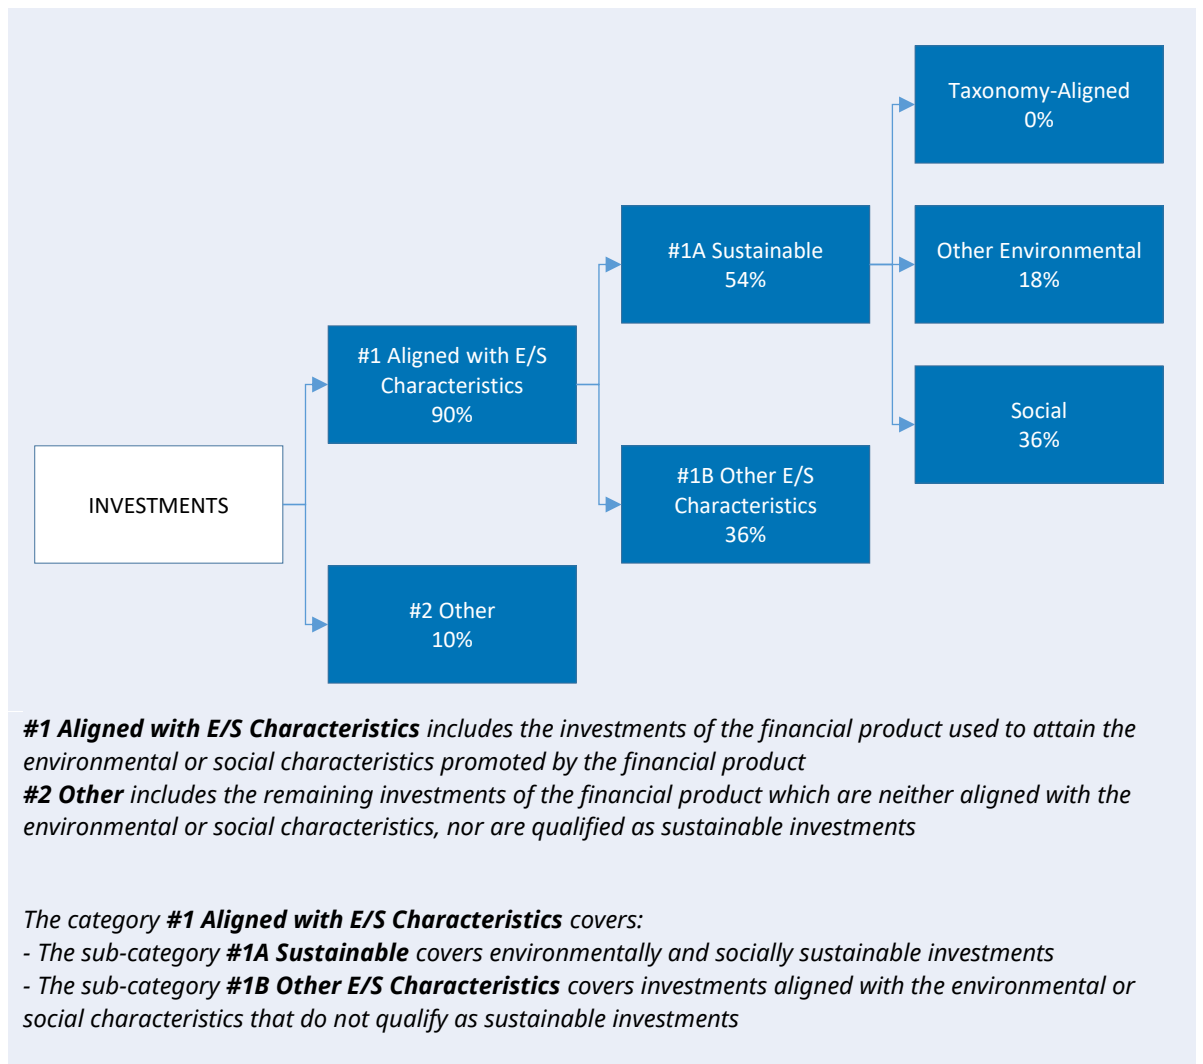 Taxonomy-Aligned
0%
#1A Sustainable
54%
Other Environmental
18%
#1 Aligned with E/S
Characteristics
90%
Social
36%
INVESTMENTS
#1B Other E/S
Characteristics
36%
#2 Other
10%
#1 Aligned with E/S Characteristics includes the investments of the financial product used to attain the
environmental or social characteristics promoted by the financial product
#2 Other includes the remaining investments of the financial product which are neither aligned with the
environmental or social characteristics, nor are qualified as sustainable investments
The category #1 Aligned with E/S Characteristics covers:
- The sub-category #1A Sustainable covers environmentally and socially sustainable investments
- The sub-category #1B Other E/S Characteristics covers investments aligned with the environmental or
social characteristics that do not qualify as sustainable investments